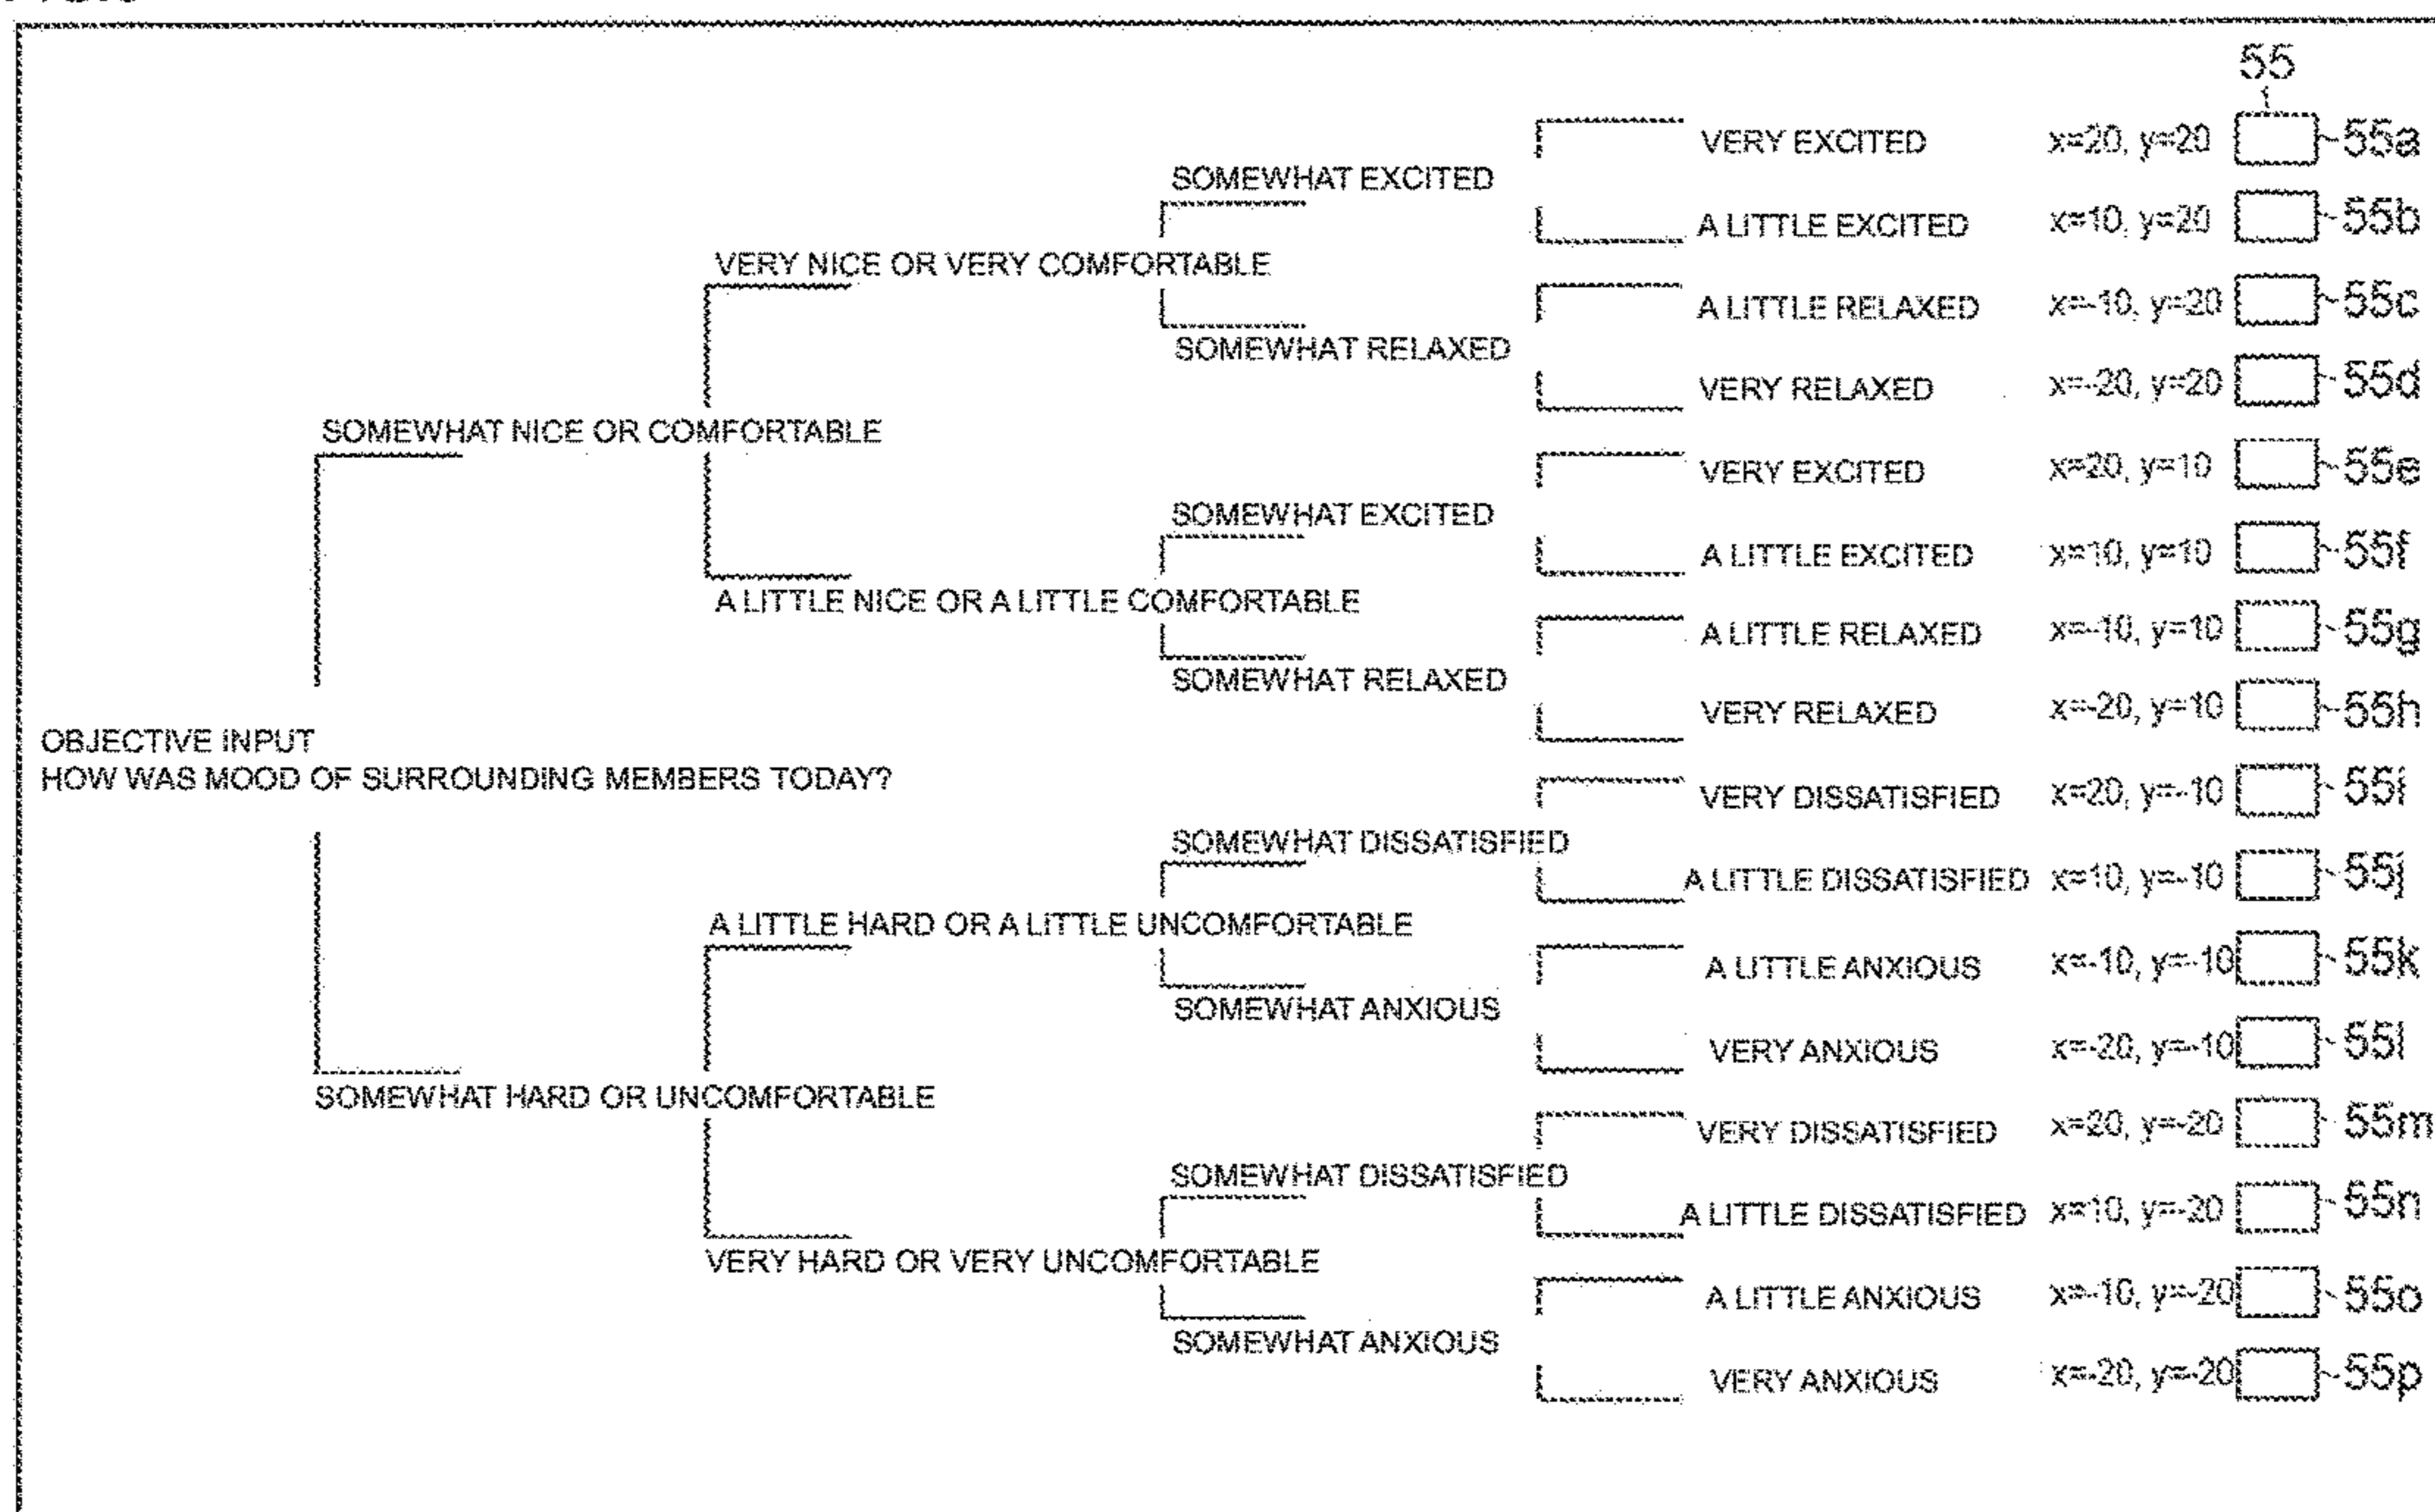 55
VERY EXCITED x=20, y=20 55a
SOMEWHAT EXCITED
A LITTLE EXCITED x=10, y=20 55b
VERY NICE OR VERY COMFORTABLE
A LITTLE RELAXED x=-10, y=20 55c
SOMEWHAT RELAXED
VERY RELAXED x=-20, y=20 55d
SOMEWHAT NICE OR COMFORTABLE
VERY EXCITED x=20, y=10 55e
SOMEWHAT EXCITED
A LITTLE EXCITED x=10, y=10 55f
A LITTLE NICE OR A LITTLE COMFORTABLE
A LITTLE RELAXED x=-10, y=10 55g
SOMEWHAT RELAXED
VERY RELAXED x=-20, y=10 55h
OBJECTIVE INPUT
HOW WAS MOOD OF SURROUNDING MEMBERS TODAY?
VERY DISSATISFIED x=20, y=-10 55i
SOMEWHAT DISSATISFIED
A LITTLE DISSATISFIED x=10, y=-10 55j
A LITTLE HARD OR A LITTLE UNCOMFORTABLE
A LITTLE ANXIOUS x=-10, y=-10 55k
SOMEWHAT ANXIOUS
VERY ANXIOUS x=-20, y=-10 55l
SOMEWHAT HARD OR UNCOMFORTABLE
VERY DISSATISFIED x=20, y=-20 55m
SOMEWHAT DISSATISFIED
A LITTLE DISSATISFIED x=10, y=-20 55n
VERY HARD OR VERY UNCOMFORTABLE
A LITTLE ANXIOUS x=-10, y=-20 55o
SOMEWHAT ANXIOUS
VERY ANXIOUS x=-20, y=-20 55p